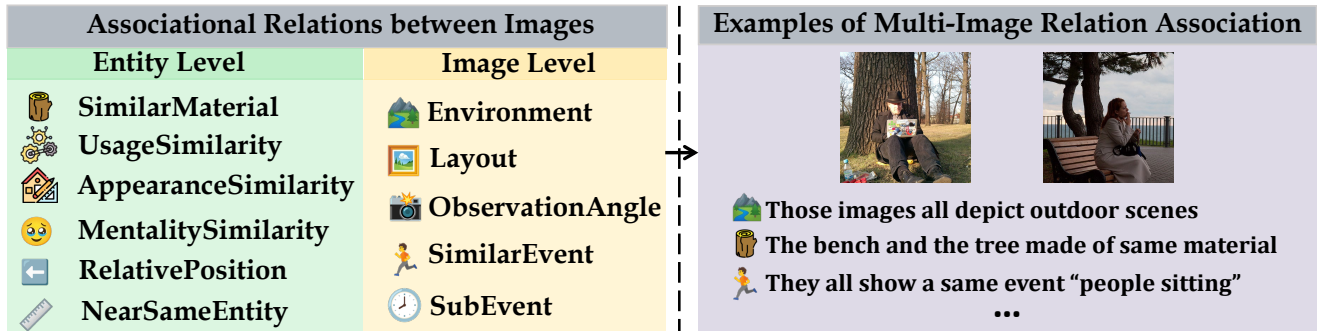 Associational Relations between Images
Entity Level
Image Level
SimilarMaterial
UsageSimilarity
AppearanceSimilarity
MentalitySimilarity
RelativePosition
NearSameEntity
Environment
Layout
ObservationAngle
SimilarEvent
SubEvent
Examples of Multi-Image Relation Association
Those images all depict outdoor scenes
The bench and the tree made of same material
They all show a same event “people sitting”
...